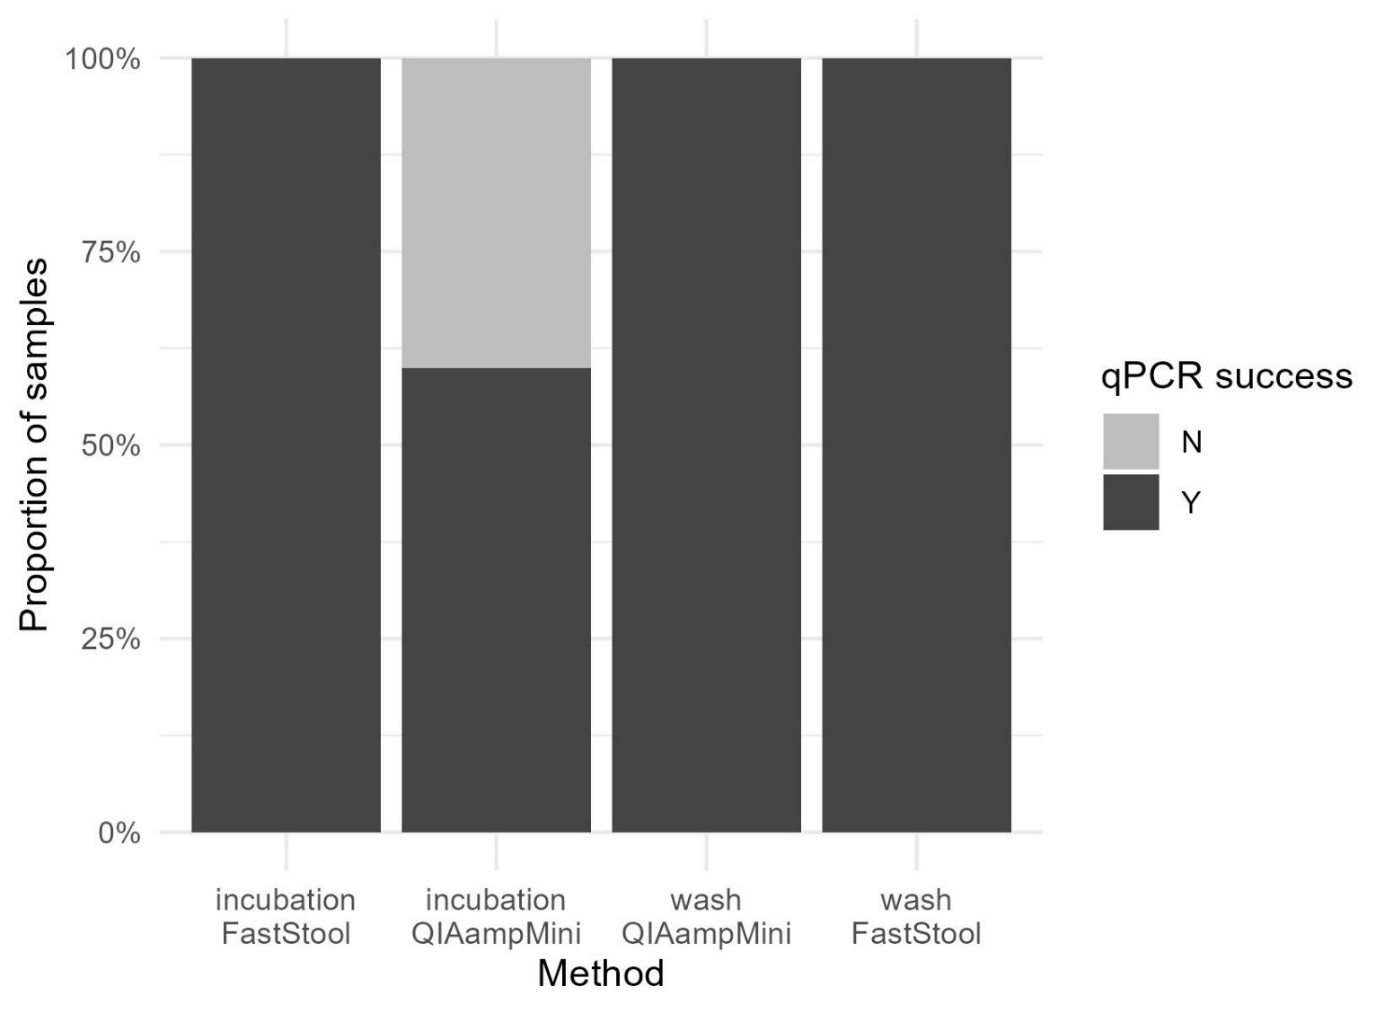 100%
75%
50%
25%
0%
Proportion of samples
incubation
FastStool
incubation
QIAampMini
wash
QIAampMini
wash
FastStool
Method
qPCR success
N
Y